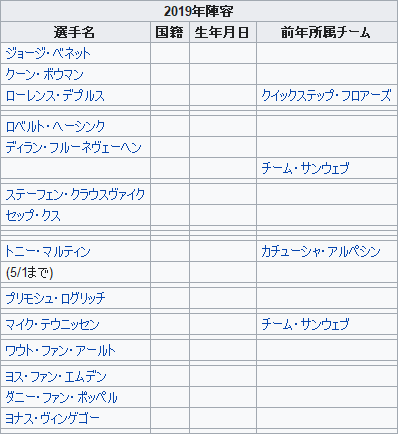 2019年陣容
選手名 国籍 生年月日 前年所属チーム
ジョージ・ベネット
クーン・ボウマン
ローレンス・デプルス クイックステップ・フロアーズ
ロベルト・ヘーシンク
ディラン・フルーネヴェーヘン
チーム・サンウェブ
ステーフェン・クラウスヴァイク
セップ・クス
トニー・マルティン カチューシャ・アルペシン
(5/1まで)
プリモシュ・ログリッチ
マイク・テウニッセン チーム・サンウェブ
ワウト・ファン・アールト
ヨス・ファン・エムデン
ダニー・ファン・ポッペル
ヨナス・ヴィンゲゴー